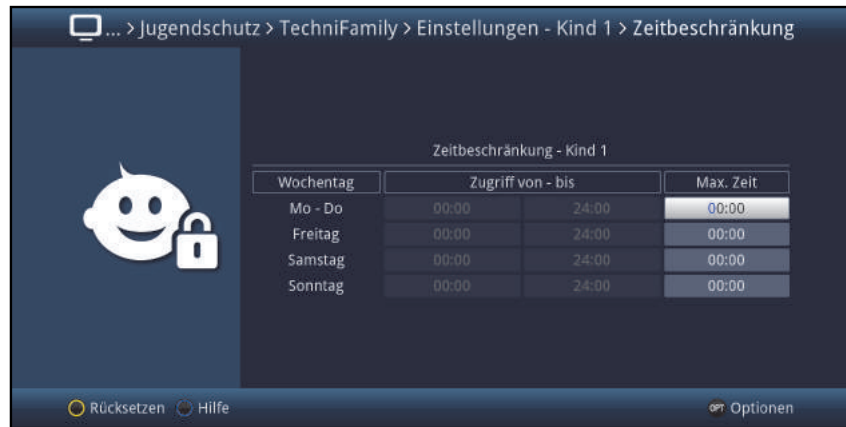 ... > Jugendschutz > TechniFamily > Einstellungen - Kind 1 > Zeitbeschränkung
Zeitbeschränkung - Kind 1
Wochentag Zugriff von - bis Max. Zeit
Mo - Do 00:00 24:00 00:00
Freitag 00:00 24:00 00:00
Samstag 00:00 24:00 00:00
Sonntag 00:00 24:00 00:00
Rücksetzen Hilfe OPT Optionen